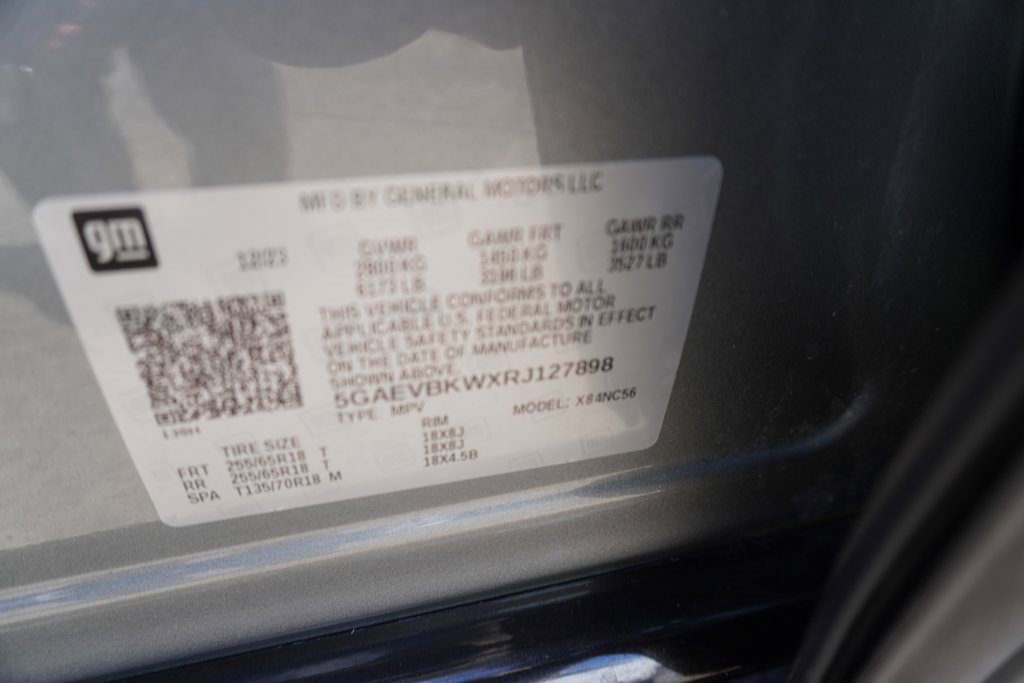 MFD BY GENERAL MOTORS LLC
gm
GVWR GAWR FRT GAWR RR
2800 KG 1450 KG 1600 KG
6173 LB 3196 LB 3527 LB
THIS VEHICLE CONFORMS TO ALL
APPLICABLE U.S. FEDERAL MOTOR
VEHICLE SAFETY STANDARDS IN EFFECT
ON THE DATE OF MANUFACTURE
SHOWN ABOVE.
5GAEVBKWXRJ127898
TYPE MPV MODEL: X84NC56
TIRE SIZE RIM
FRT 255/65R18 T 18X8J
RR 255/65R18 T 18X8J
SPA T135/70R18 M 18X4.5B